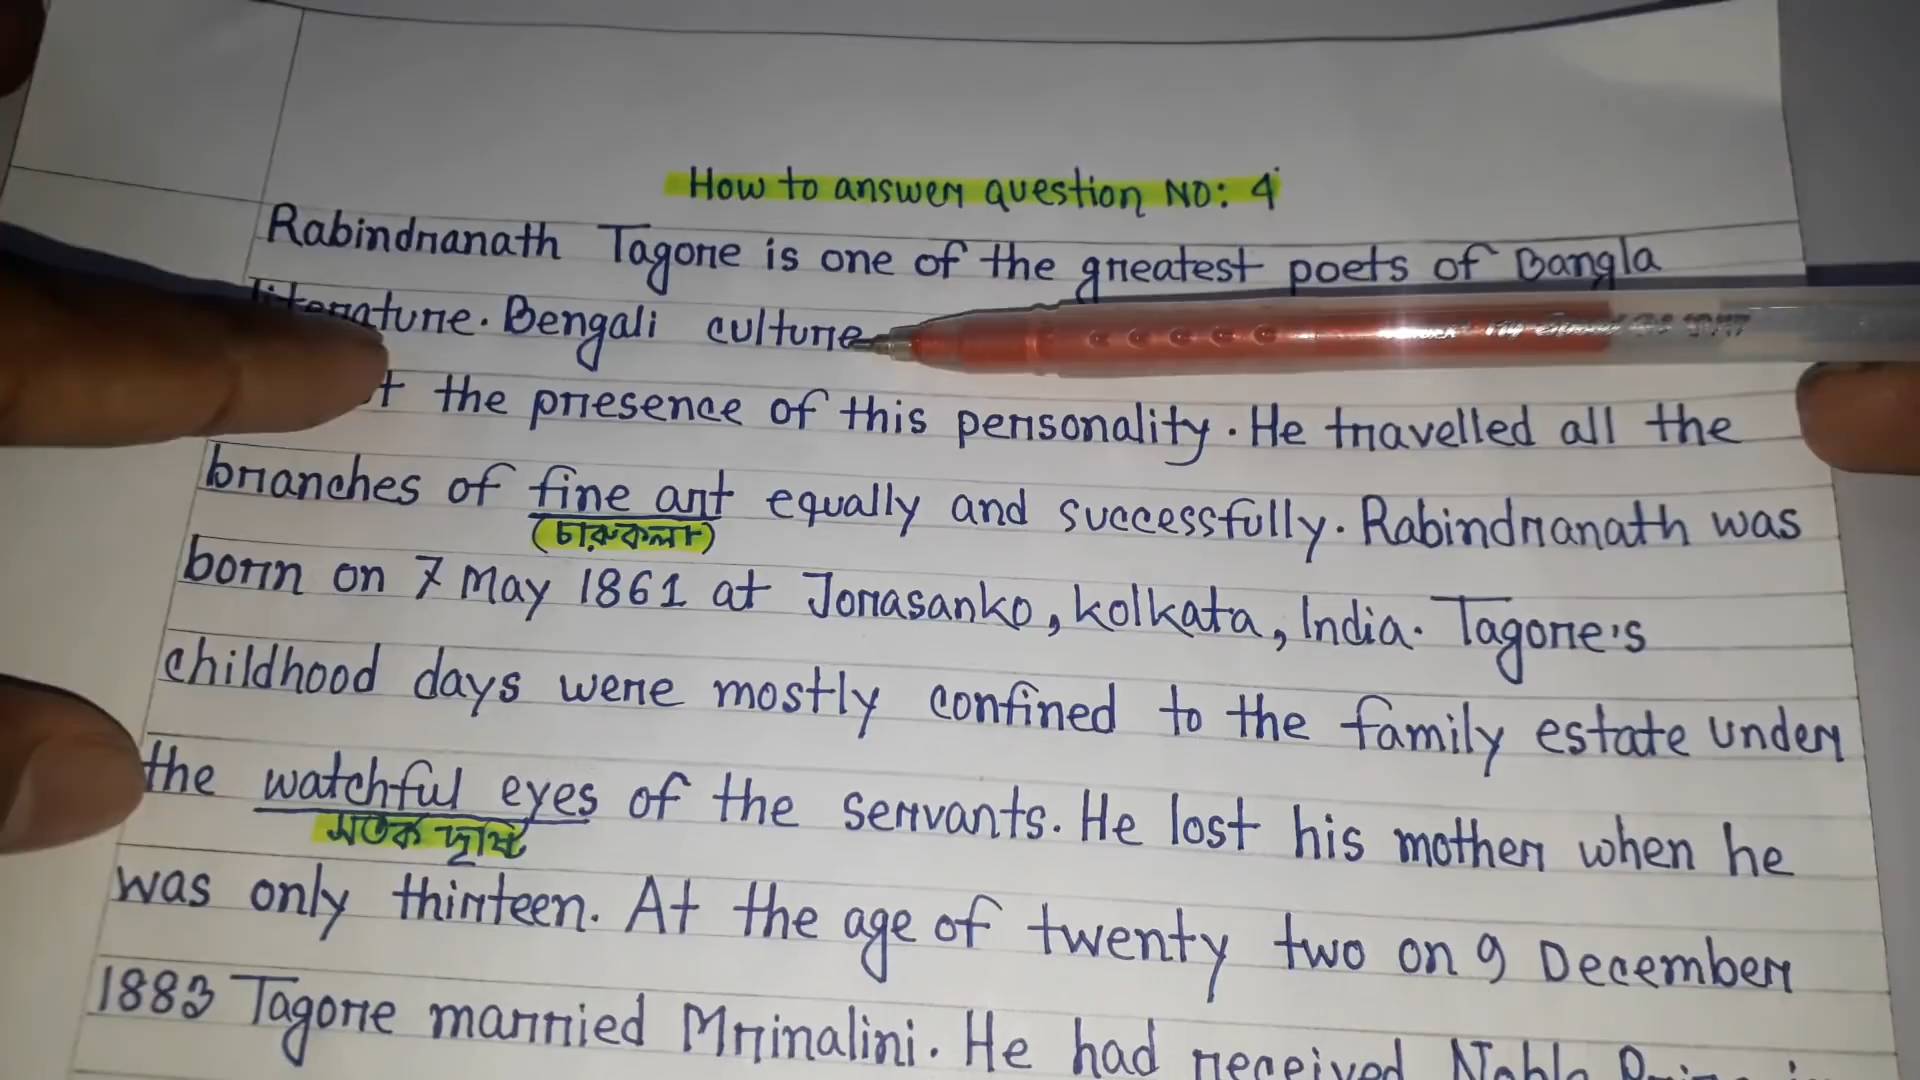 How to answer question NO: 4
Rabindranath Tagore is one of the greatest poets of Bangla
literature. Bengali culture
the presence of this personality. He travelled all the
branches of fine art equally and successfully. Rabindranath was
(চারুকলা)
born on 7 May 1861 at Jorasanko, Kolkata, India. Tagore's
childhood days were mostly confined to the family estate under
the watchful eyes of the servants. He lost his mother when he
সতর্ক দৃষ্টি
was only thirteen. At the age of twenty two on 9 December
1883 Tagore married Mrinalini. He had received